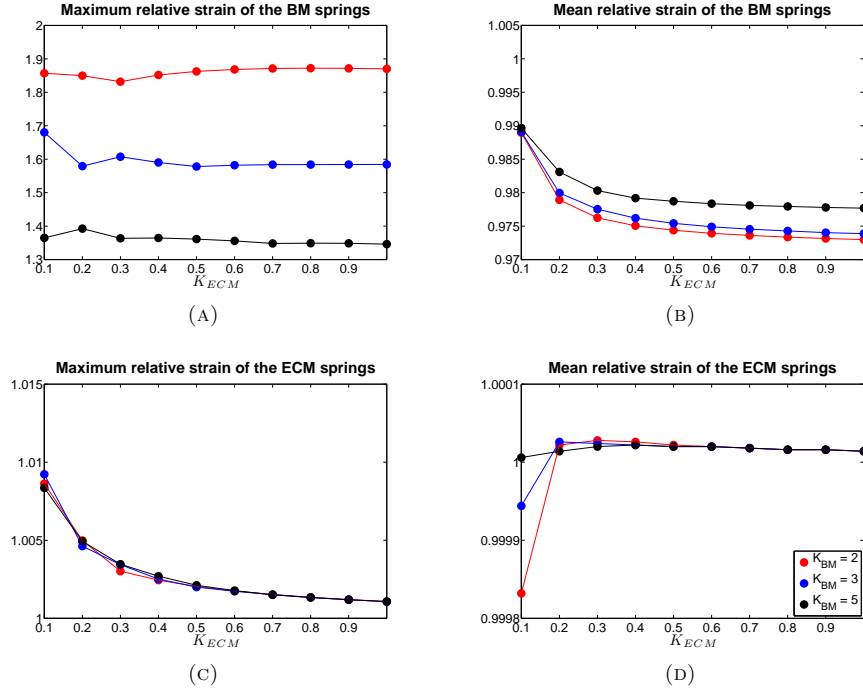 Maximum relative strain of the BM springs
2
1.9
1.8
1.7
1.6
1.5
1.4
1.3
0.1 0.2 0.3 0.4 0.5 0.6 0.7 0.8 0.9
K_ECM
(A)
Mean relative strain of the BM springs
1.005
1
0.995
0.99
0.985
0.98
0.975
0.97
0.1 0.2 0.3 0.4 0.5 0.6 0.7 0.8 0.9
K_ECM
(B)
Maximum relative strain of the ECM springs
1.015
1.01
1.005
1
0.1 0.2 0.3 0.4 0.5 0.6 0.7 0.8 0.9
K_ECM
(C)
Mean relative strain of the ECM springs
1.0001
1
0.9999
0.9998
0.1 0.2 0.3 0.4 0.5 0.6 0.7 0.8 0.9
K_ECM
K_BM = 2
K_BM = 3
K_BM = 5
(D)